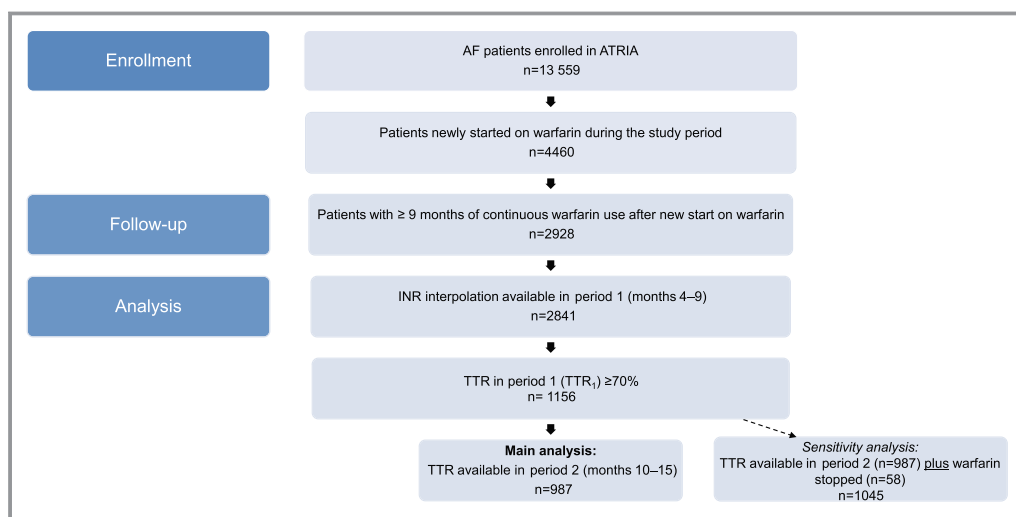 Enrollment
AF patients enrolled in ATRIA
n=13 559
Patients newly started on warfarin during the study period
n=4460
Follow-up
Patients with ≥ 9 months of continuous warfarin use after new start on warfarin
n=2928
Analysis
INR interpolation available in period 1 (months 4–9)
n=2841
TTR in period 1 (TTR₁) ≥70%
n= 1156
Main analysis:
TTR available in period 2 (months 10–15)
n=987
Sensitivity analysis:
TTR available in period 2 (n=987) plus warfarin
stopped (n=58)
n=1045